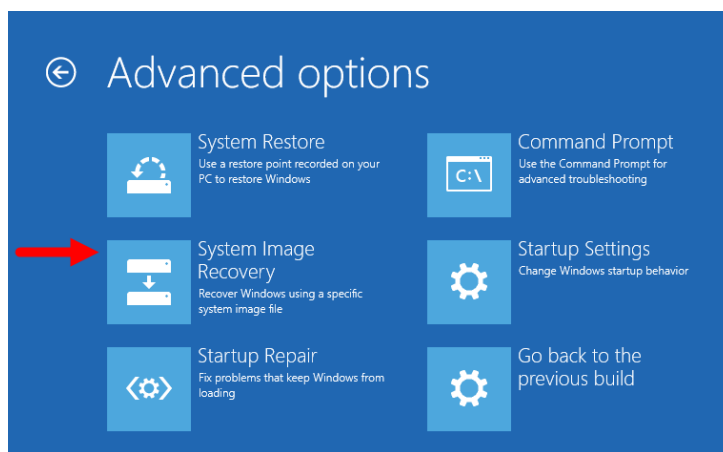 Advanced options
System Restore
Use a restore point recorded on your
PC to restore Windows
Command Prompt
Use the Command Prompt for
advanced troubleshooting
C:\
System Image
Recovery
Recover Windows using a specific
system image file
Startup Settings
Change Windows startup behavior
Startup Repair
Fix problems that keep Windows from
loading
Go back to the
previous build